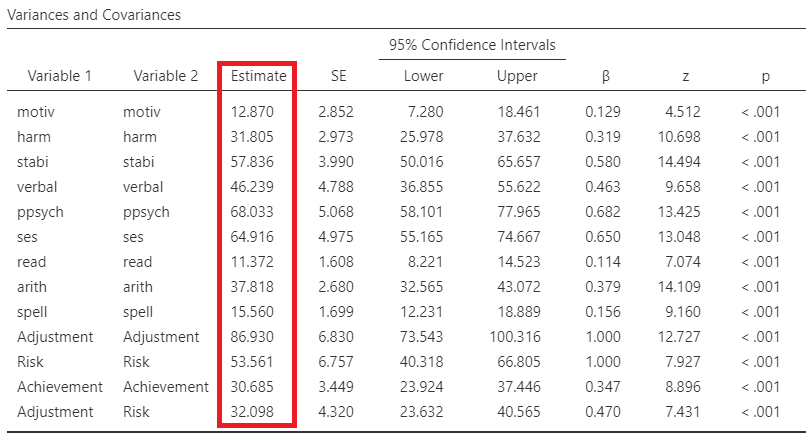 Variances and Covariances
95% Confidence Intervals
Variable 1 Variable 2 Estimate SE Lower Upper β z p
motiv motiv 12.870 2.852 7.280 18.461 0.129 4.512 < .001
harm harm 31.805 2.973 25.978 37.632 0.319 10.698 < .001
stabi stabi 57.836 3.990 50.016 65.657 0.580 14.494 < .001
verbal verbal 46.239 4.788 36.855 55.622 0.463 9.658 < .001
ppsych ppsych 68.033 5.068 58.101 77.965 0.682 13.425 < .001
ses ses 64.916 4.975 55.165 74.667 0.650 13.048 < .001
read read 11.372 1.608 8.221 14.523 0.114 7.074 < .001
arith arith 37.818 2.680 32.565 43.072 0.379 14.109 < .001
spell spell 15.560 1.699 12.231 18.889 0.156 9.160 < .001
Adjustment Adjustment 86.930 6.830 73.543 100.316 1.000 12.727 < .001
Risk Risk 53.561 6.757 40.318 66.805 1.000 7.927 < .001
Achievement Achievement 30.685 3.449 23.924 37.446 0.347 8.896 < .001
Adjustment Risk 32.098 4.320 23.632 40.565 0.470 7.431 < .001